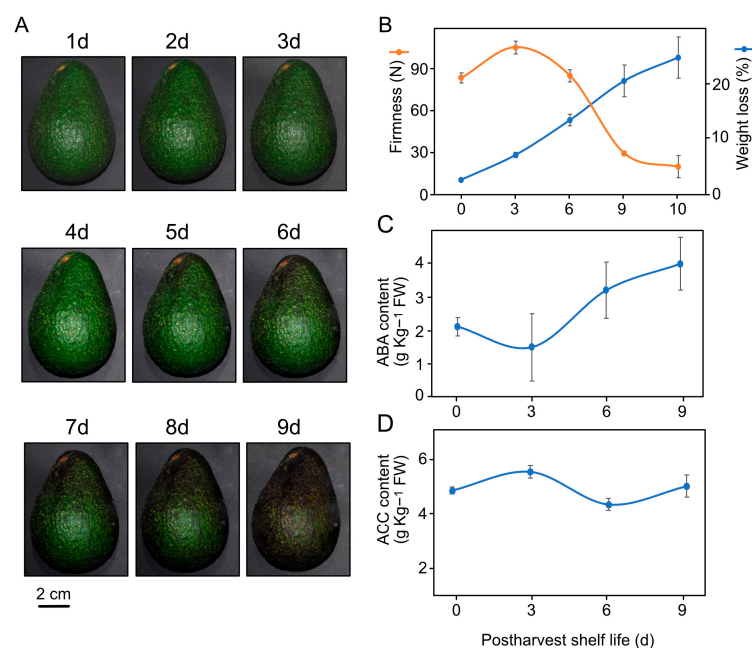 A
1d 2d 3d
4d 5d 6d
7d 8d 9d
2 cm
B
Firmness (N)
90
60
30
0
Weight loss (%)
20
10
0
0 3 6 9 10
C
ABA content
(g Kg–1 FW)
4
3
2
1
0
0 3 6 9
D
ACC content
(g Kg–1 FW)
6
4
2
0 3 6 9
Postharvest shelf life (d)